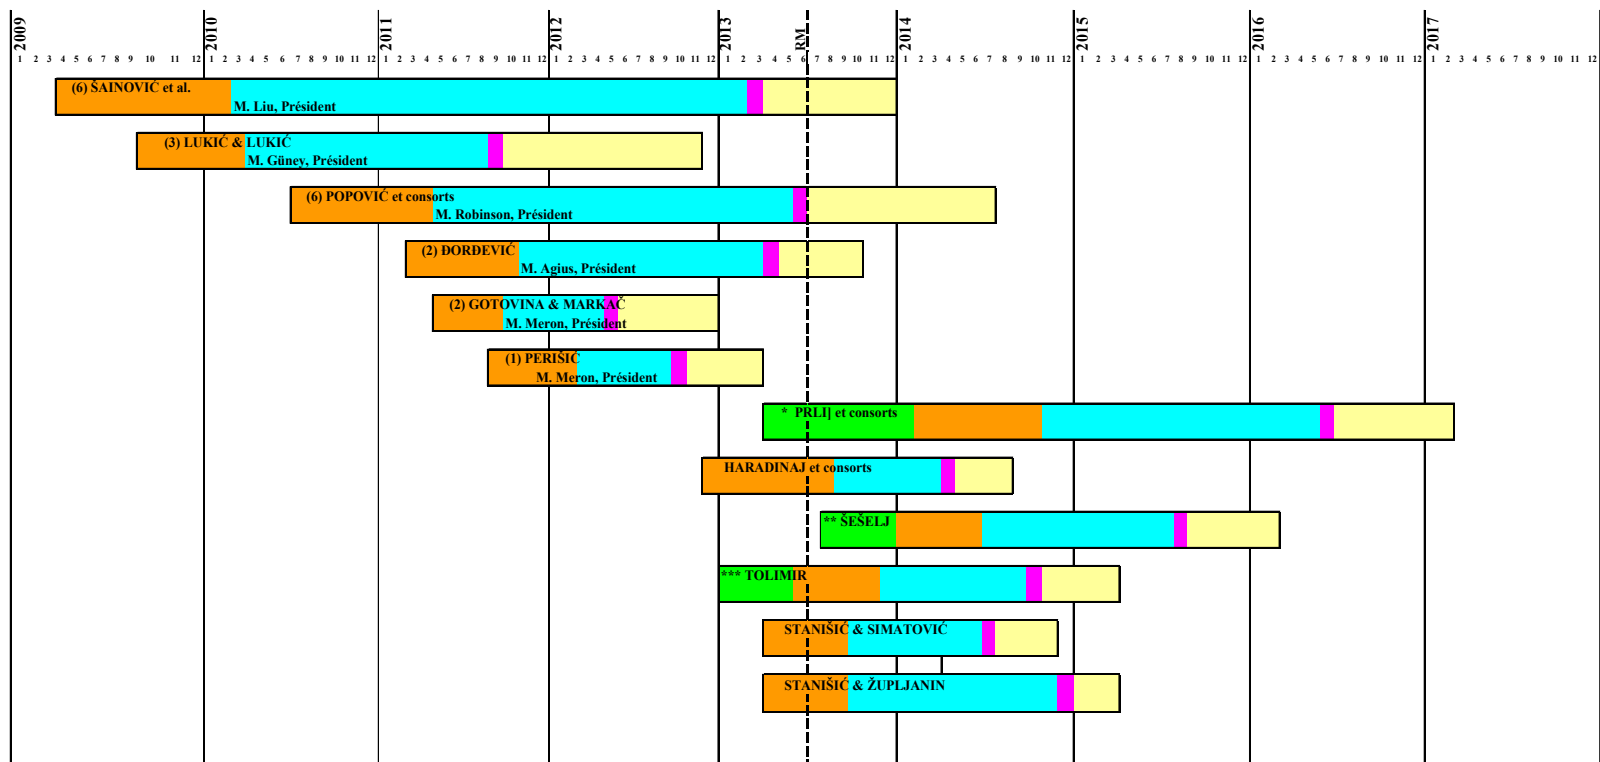 2009 2010 2011 2012 2013 RM 2014 2015 2016 2017
1 2 3 4 5 6 7 8 9 10 11 12 1 2 3 4 5 6 7 8 9 10 11 12 1 2 3 4 5 6 7 8 9 10 11 12 1 2 3 4 5 6 7 8 9 10 11 12 1 2 3 4 5 6 7 8 9 10 11 12 1 2 3 4 5 6 7 8 9 10 11 12 1 2 3 4 5 6 7 8 9 10 11 12 1 2 3 4 5 6 7 8 9 10 11 12 1 2 3 4 5 6 7 8 9 10 11 12
(6) ŠAINOVIĆ et al.
M. Liu, Président
(3) LUKIĆ & LUKIĆ
M. Güney, Président
(6) POPOVIĆ et consorts
M. Robinson, Président
(2) ĐORĐEVIĆ
M. Agius, Président
(2) GOTOVINA & MARKAČ
M. Meron, Président
(1) PERIŠIĆ
M. Meron, Président
* PRLI] et consorts
HARADINAJ et consorts
** ŠEŠELJ
*** TOLIMIR
STANIŠIĆ & SIMATOVIĆ
STANIŠIĆ & ŽUPLJANIN